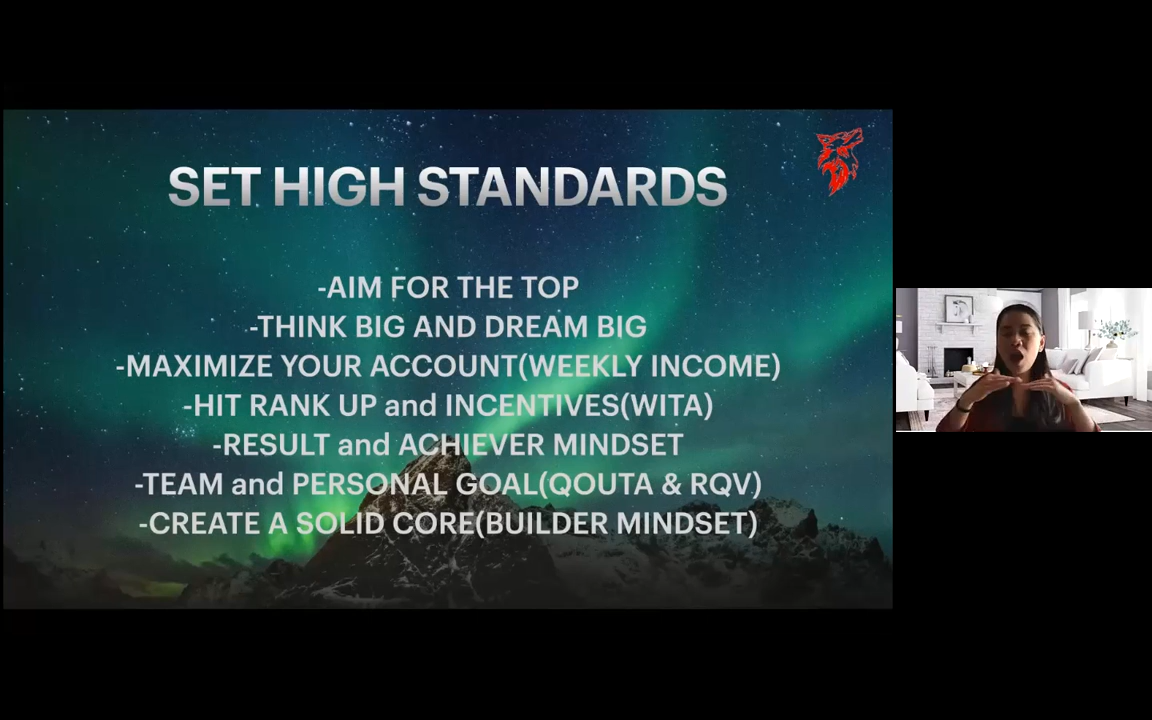 SET HIGH STANDARDS
-AIM FOR THE TOP
-THINK BIG AND DREAM BIG
-MAXIMIZE YOUR ACCOUNT(WEEKLY INCOME)
-HIT RANK UP and INCENTIVES(WITA)
-RESULT and ACHIEVER MINDSET
-TEAM and PERSONAL GOAL(QOUTA & RQV)
-CREATE A SOLID CORE(BUILDER MINDSET)